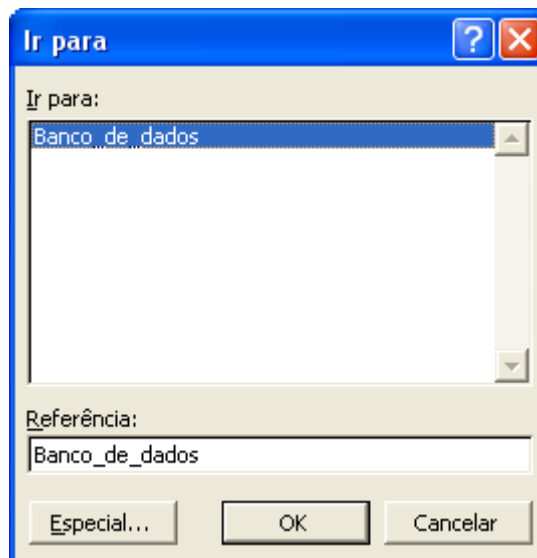 Ir para
Ir para:
Banco_de_dados
Referência:
Banco_de_dados
Especial... OK Cancelar